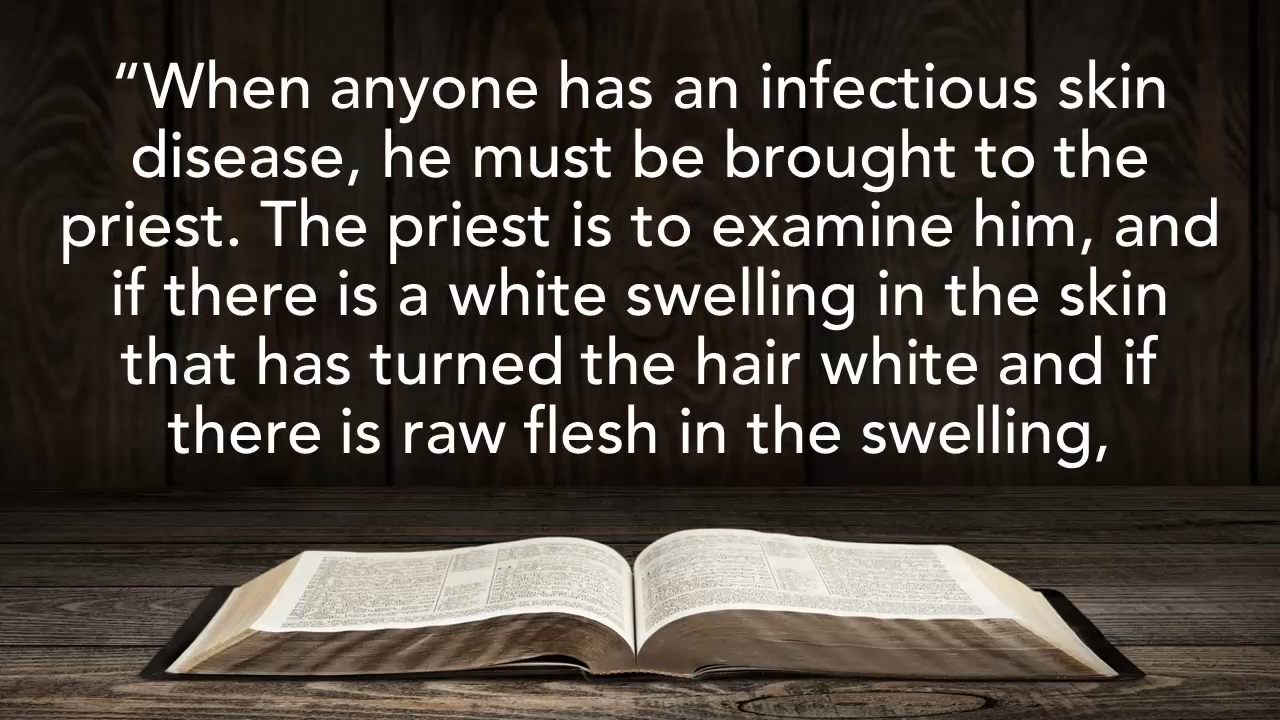 “When anyone has an infectious skin
disease, he must be brought to the
priest. The priest is to examine him, and
if there is a white swelling in the skin
that has turned the hair white and if
there is raw flesh in the swelling,